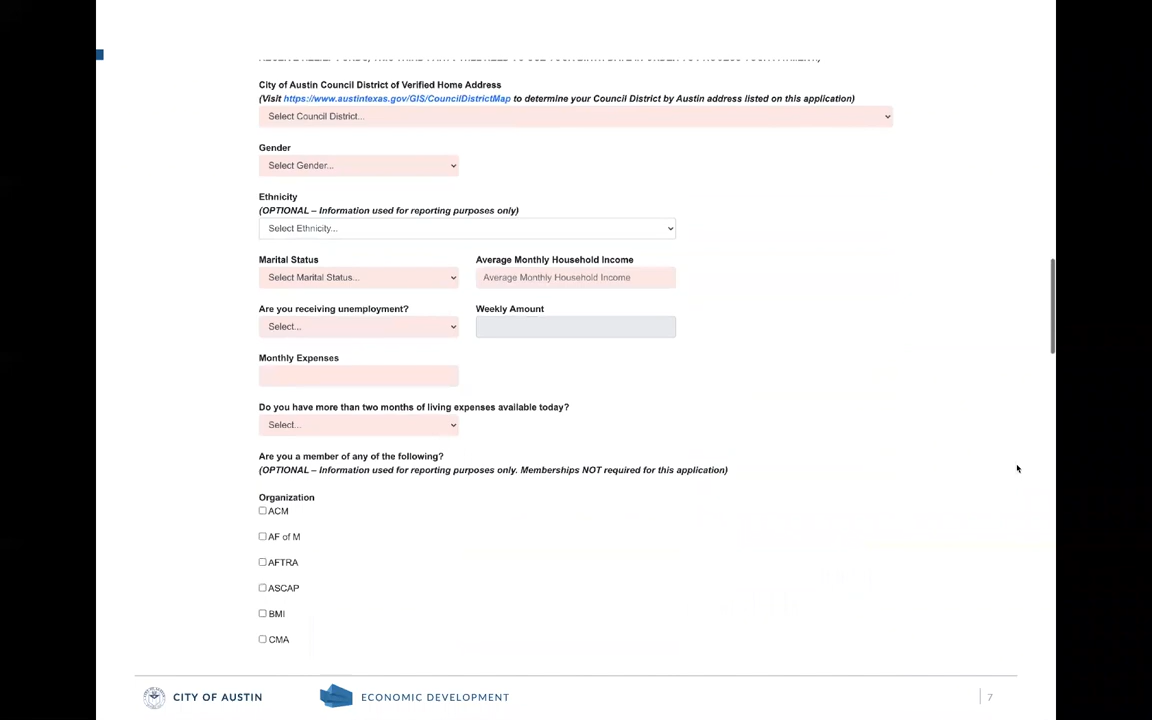 City of Austin Council District of Verified Home Address
(Visit https://www.austintexas.gov/GIS/CouncilDistrictMap to determine your Council District by Austin address listed on this application)
Select Council District...
Gender
Select Gender...
Ethnicity
(OPTIONAL – Information used for reporting purposes only)
Select Ethnicity...
Marital Status Average Monthly Household Income
Select Marital Status... Average Monthly Household Income
Are you receiving unemployment? Weekly Amount
Select...
Monthly Expenses
Do you have more than two months of living expenses available today?
Select...
Are you a member of any of the following?
(OPTIONAL – Information used for reporting purposes only. Memberships NOT required for this application)
Organization
ACM
AF of M
AFTRA
ASCAP
BMI
CMA
CITY OF AUSTIN ECONOMIC DEVELOPMENT 7